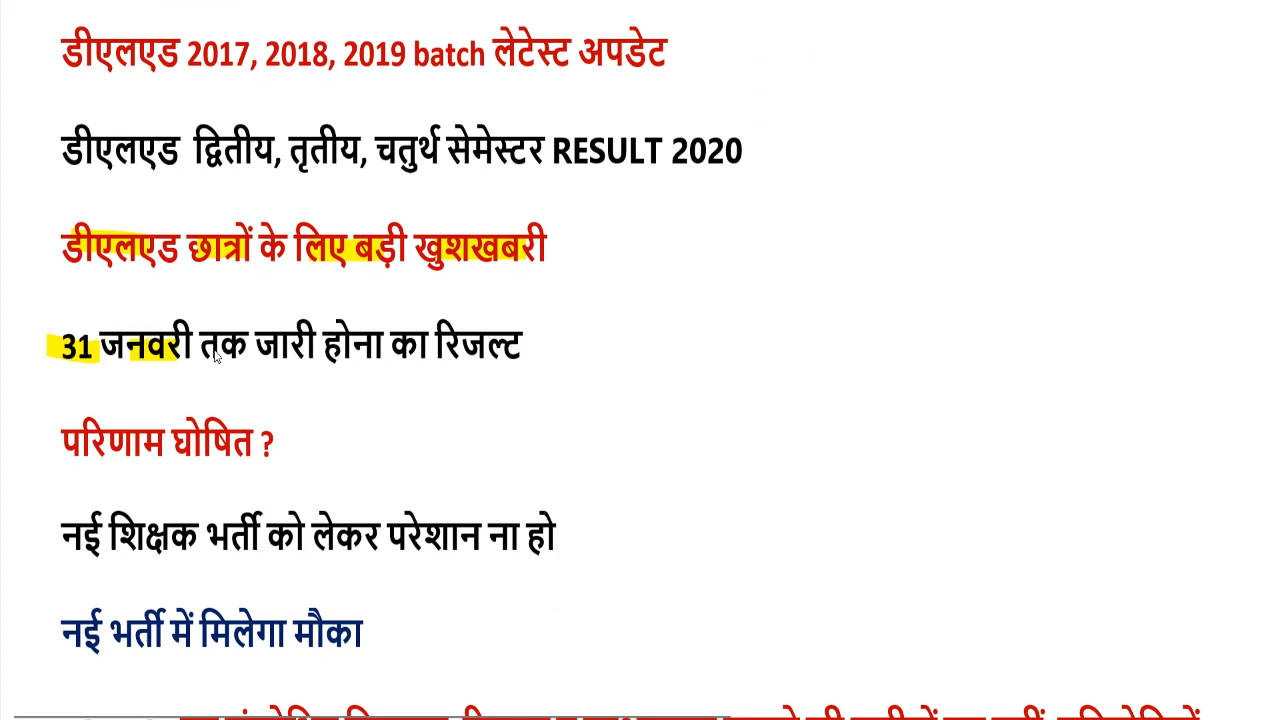 डीएलएड 2017, 2018, 2019 batch लेटेस्ट अपडेट
डीएलएड द्वितीय, तृतीय, चतुर्थ सेमेस्टर RESULT 2020
डीएलएड छात्रों के लिए बड़ी खुशखबरी
31 जनवरी तक जारी होना का रिजल्ट
परिणाम घोषित ?
नई शिक्षक भर्ती को लेकर परेशान ना हो
नई भर्ती में मिलेगा मौका